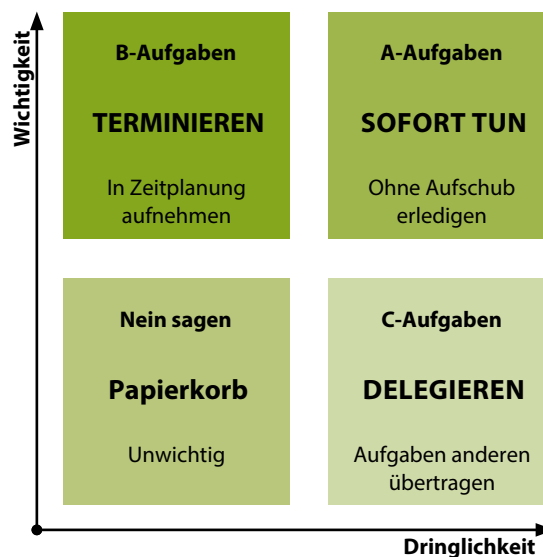 Wichtigkeit
B-Aufgaben
TERMINIEREN
In Zeitplanung
aufnehmen
A-Aufgaben
SOFORT TUN
Ohne Aufschub
erledigen
Nein sagen
Papierkorb
Unwichtig
C-Aufgaben
DELEGIEREN
Aufgaben anderen
übertragen
Dringlichkeit